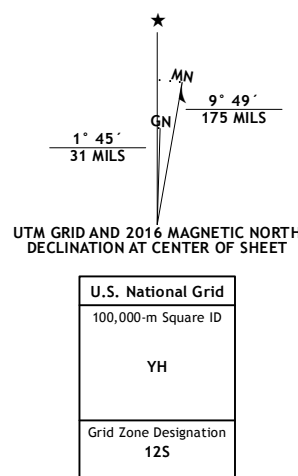 ★
MN
GN
9° 49´
175 MILS
1° 45´
31 MILS
UTM GRID AND 2016 MAGNETIC NORTH
DECLINATION AT CENTER OF SHEET
U.S. National Grid
100,000-m Square ID
YH
Grid Zone Designation
12S